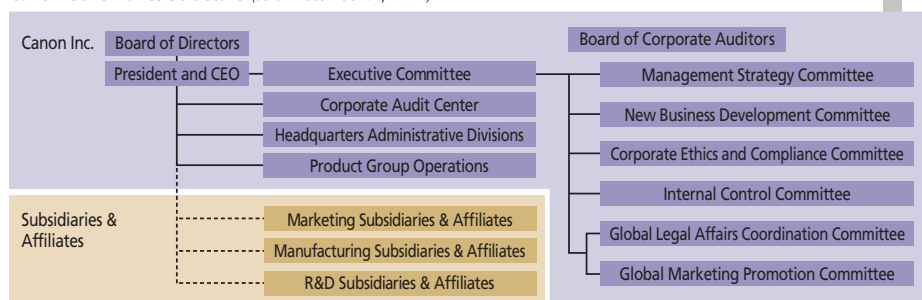 Canon Inc.
Board of Directors
Board of Corporate Auditors
President and CEO
Executive Committee
Management Strategy Committee
Corporate Audit Center
New Business Development Committee
Headquarters Administrative Divisions
Corporate Ethics and Compliance Committee
Product Group Operations
Internal Control Committee
Subsidiaries &
Affiliates
Marketing Subsidiaries & Affiliates
Global Legal Affairs Coordination Committee
Manufacturing Subsidiaries & Affiliates
Global Marketing Promotion Committee
R&D Subsidiaries & Affiliates